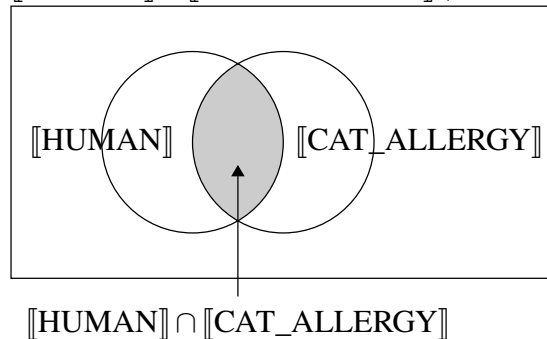 ⟦HUMAN⟧ ⟦CAT_ALLERGY⟧
⟦HUMAN⟧ ∩ ⟦CAT_ALLERGY⟧